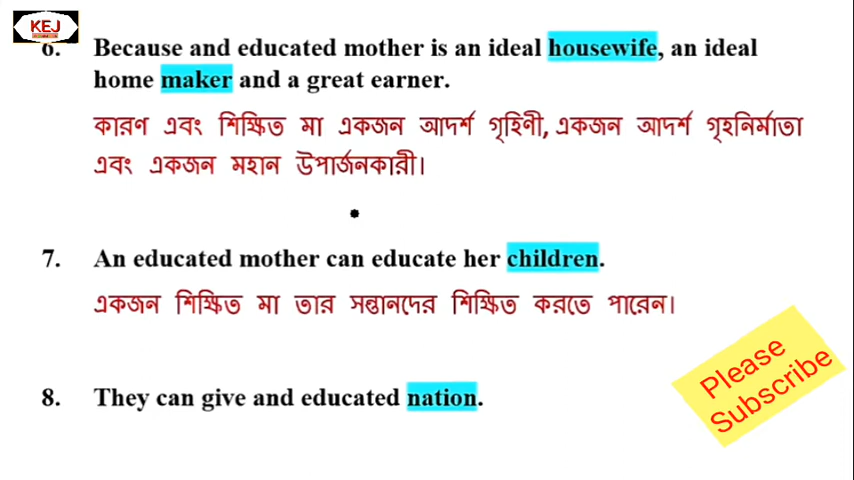 KEJ
6. Because and educated mother is an ideal housewife, an ideal
home maker and a great earner.
কারণ এবং শিক্ষিত মা একজন আদর্শ গৃহিণী, একজন আদর্শ গৃহনির্মাতা
এবং একজন মহান উপার্জনকারী।
7. An educated mother can educate her children.
একজন শিক্ষিত মা তার সন্তানদের শিক্ষিত করতে পারেন।
Please
Subscribe
8. They can give and educated nation.